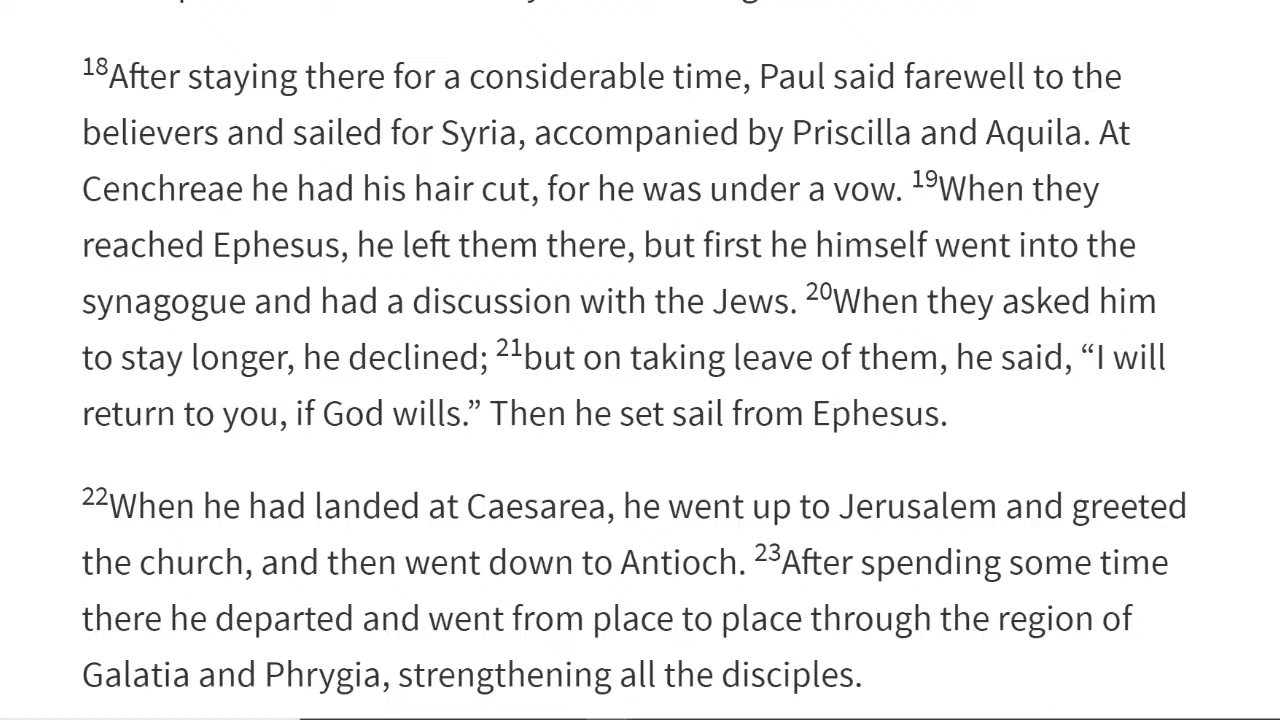 18After staying there for a considerable time, Paul said farewell to the
believers and sailed for Syria, accompanied by Priscilla and Aquila. At
Cenchreae he had his hair cut, for he was under a vow. 19When they
reached Ephesus, he left them there, but first he himself went into the
synagogue and had a discussion with the Jews. 20When they asked him
to stay longer, he declined; 21but on taking leave of them, he said, “I will
return to you, if God wills.” Then he set sail from Ephesus.
22When he had landed at Caesarea, he went up to Jerusalem and greeted
the church, and then went down to Antioch. 23After spending some time
there he departed and went from place to place through the region of
Galatia and Phrygia, strengthening all the disciples.